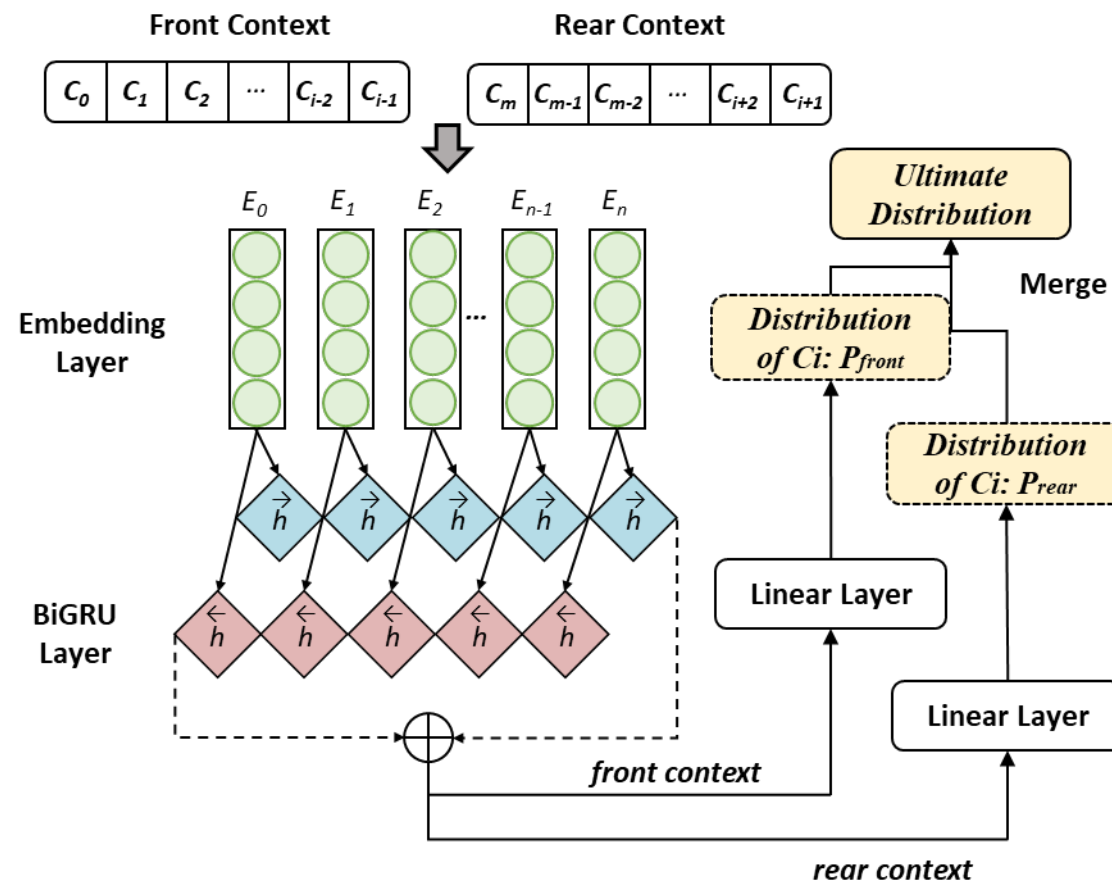 Front Context
Rear Context
C0 C1 C2 ... Ci-2 Ci-1
Cm Cm-1 Cm-2 ... Ci+2 Ci+1
Ultimate
Distribution
Merge
E0 E1 E2 En-1 En
...
Embedding
Layer
Distribution
of Ci: Pfront
Distribution
of Ci: Prear
→ → → → →
h h h h h
BiGRU
Layer
← ← ← ← ←
h h h h h
Linear Layer
Linear Layer
front context
rear context